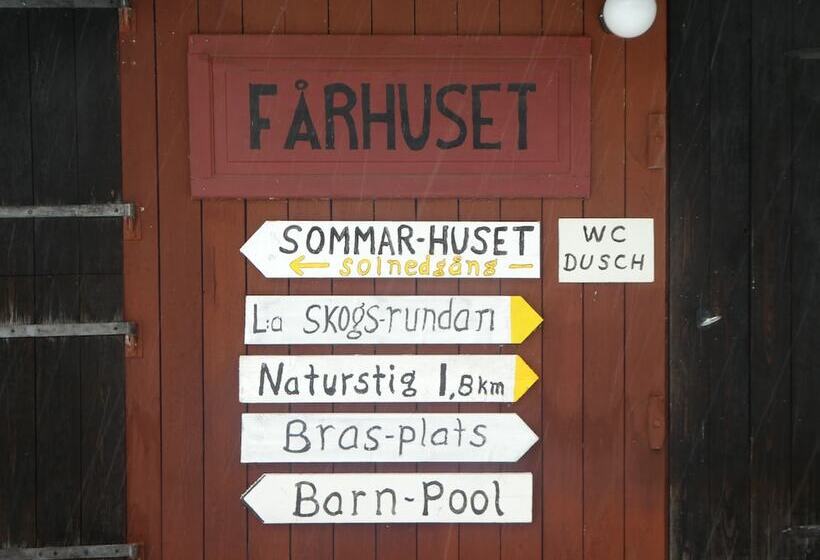 FÅRHUSET
SOMMAR-HUSET
← solnedgång –
WC
DUSCH
L:a SKOgS-rundan
Naturstig 1,8km
Bras-plats
Barn-Pool